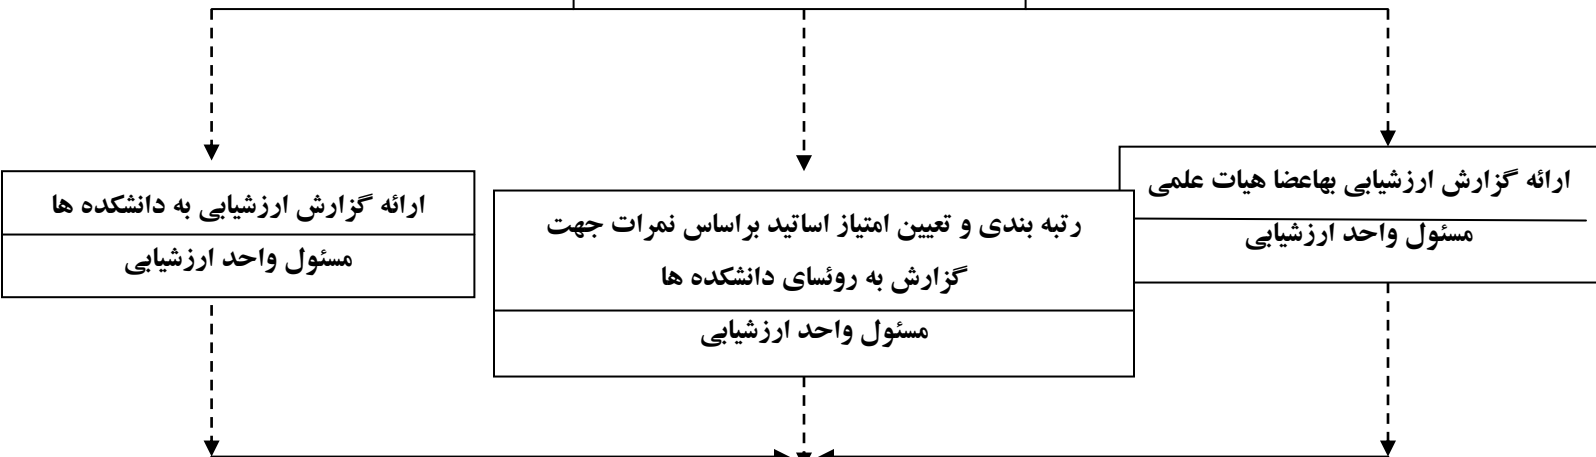 ارائه گزارش ارزشیابی بهاعضا هیات علمی
مسئول واحد ارزشیابی
رتبه بندی و تعیین امتیاز اساتید براساس نمرات جهت
گزارش به روئسای دانشکده ها
مسئول واحد ارزشیابی
ارائه گزارش ارزشیابی به دانشکده ها
مسئول واحد ارزشیابی